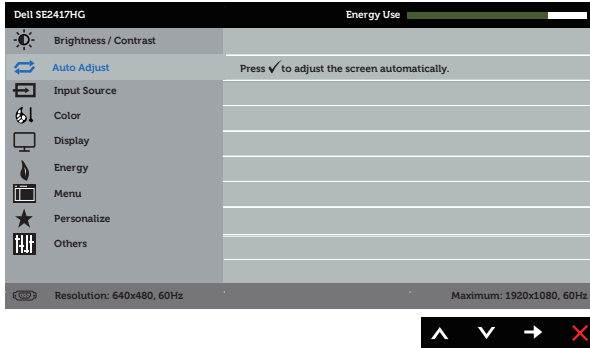 Dell SE2417HG Energy Use
Brightness / Contrast
Auto Adjust Press ✓ to adjust the screen automatically.
Input Source
Color
Display
Energy
Menu
Personalize
Others
Resolution: 640x480, 60Hz Maximum: 1920x1080, 60Hz